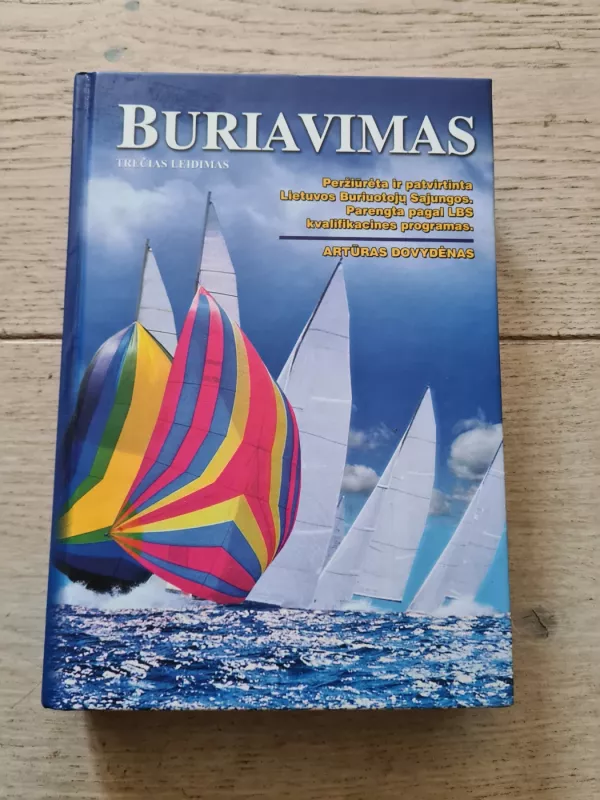 BURIAVIMAS
TREČIAS LEIDIMAS
Peržiūrėta ir patvirtinta
Lietuvos Buriuotojų Sąjungos.
Parengta pagal LBS
kvalifikacines programas.
ARTŪRAS DOVYDĖNAS